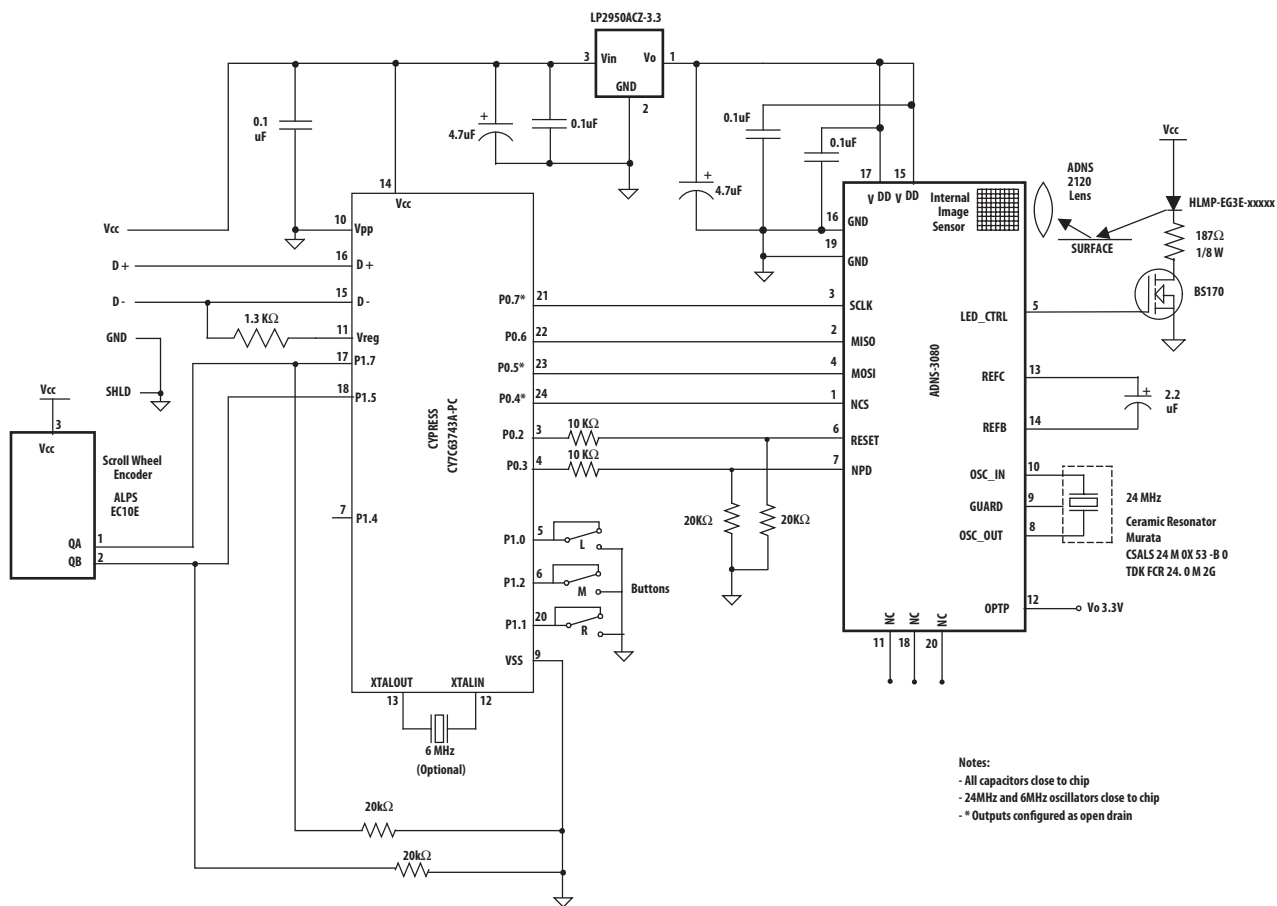 LP2950ACZ-3.3
3 Vin Vo 1
GND
2
0.1
uF
4.7uF
+
0.1uF
0.1uF
0.1uF
+
4.7uF
Vcc
ADNS
2120
Lens
HLMP-EG3E-xxxxx
SURFACE
187Ω
1/8 W
BS170
14
Vcc
10
Vpp
Vcc
16
D +
D +
15
D -
D -
1.3 KΩ
11
Vreg
GND
17
P1.7
SHLD
18
P1.5
Vcc
3
Vcc
Scroll Wheel
Encoder
ALPS
EC10E
QA
1
QB
2
7
P1.4
CYPRESS
CY7C63743A-PC
P0.7*
21
P0.6
22
P0.5*
23
P0.4*
24
P0.2
3
10 KΩ
P0.3
4
10 KΩ
20KΩ
20KΩ
P1.0
5
L
P1.2
6
M
Buttons
P1.1
20
R
VSS
9
XTALOUT
XTALIN
13
12
6 MHz
(Optional)
20kΩ
20kΩ
17
15
V DD V DD
Internal
Image
Sensor
16
GND
19
GND
3
SCLK
2
MISO
4
MOSI
1
NCS
6
RESET
7
NPD
ADNS-3080
LED_CTRL
5
REFC
13
+
2.2
uF
REFB
14
OSC_IN
10
GUARD
9
OSC_OUT
8
24 MHz
Ceramic Resonator
Murata
CSALS 24 M 0X 53 -B 0
TDK FCR 24. 0 M 2G
OPTP
12
Vo 3.3V
NC
NC
NC
11
18
20
Notes:
- All capacitors close to chip
- 24MHz and 6MHz oscillators close to chip
- * Outputs configured as open drain